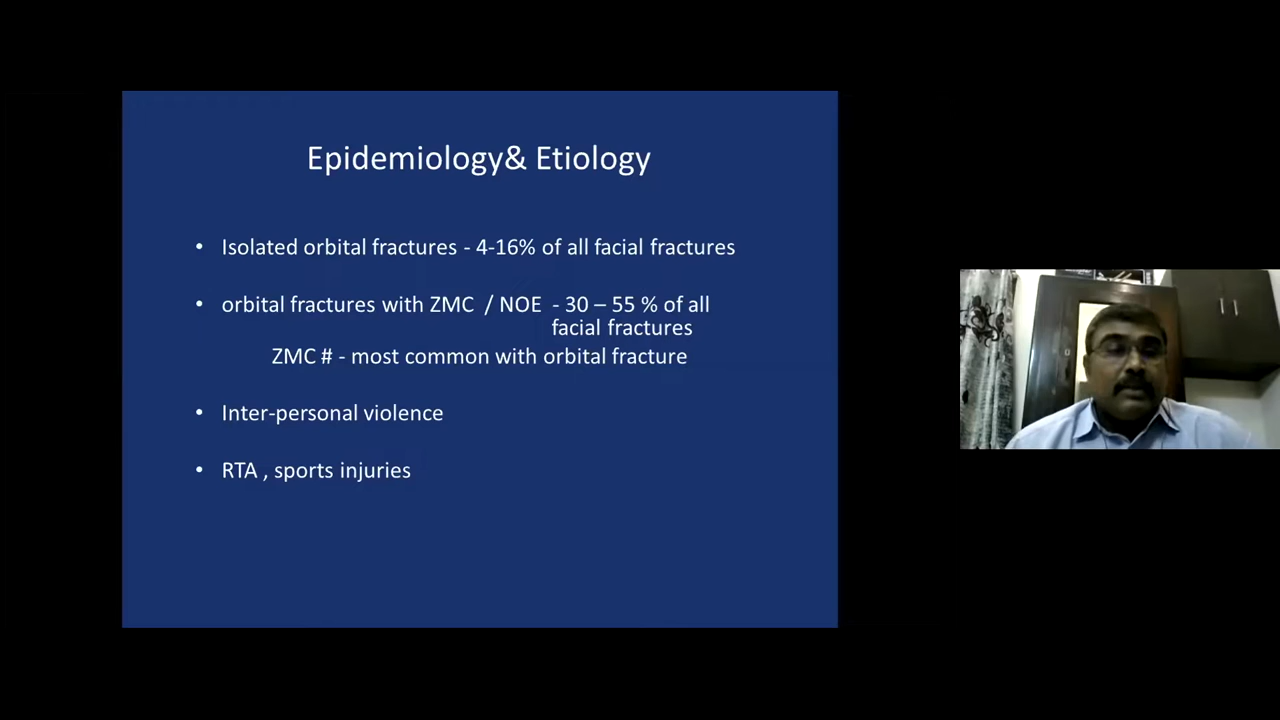 Epidemiology& Etiology
• Isolated orbital fractures - 4-16% of all facial fractures
• orbital fractures with ZMC / NOE - 30 – 55 % of all
facial fractures
ZMC # - most common with orbital fracture
• Inter-personal violence
• RTA , sports injuries